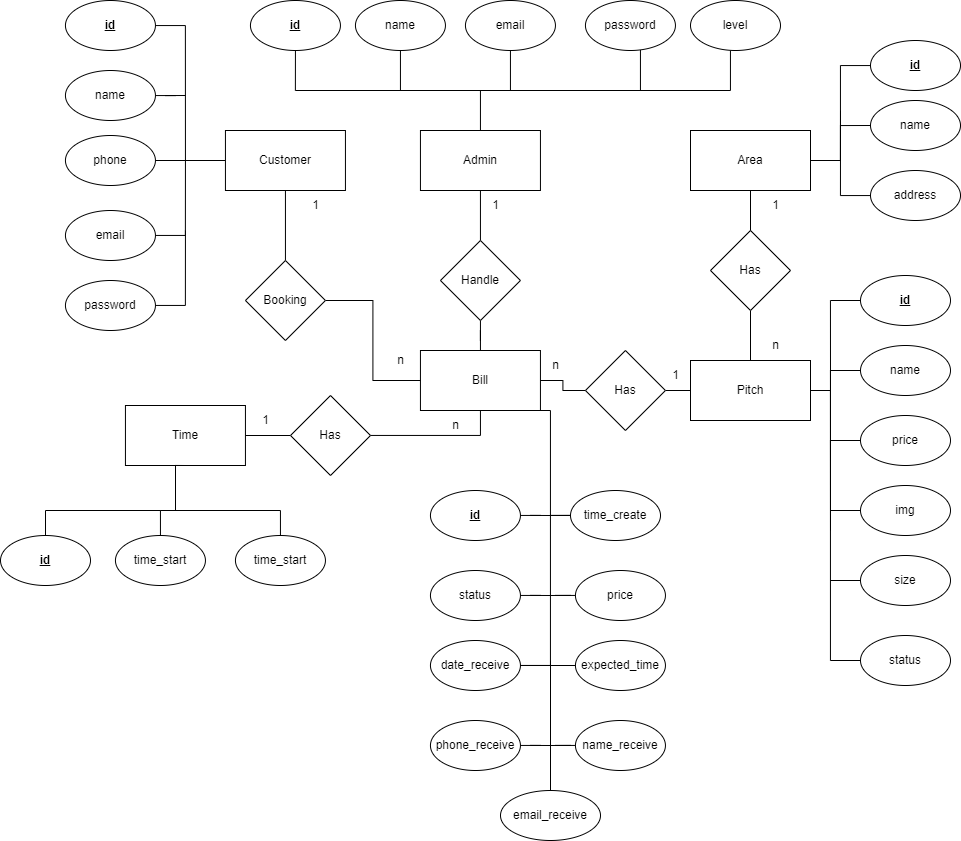 id
name
phone
email
password
id
name
email
password
level
id
name
address
Customer
Admin
Area
1
1
1
Booking
Handle
Has
n
n
n
1
Bill
Has
Pitch
id
name
price
img
size
status
Time
1
Has
n
id
time_start
time_start
id
time_create
status
price
date_receive
expected_time
phone_receive
name_receive
email_receive